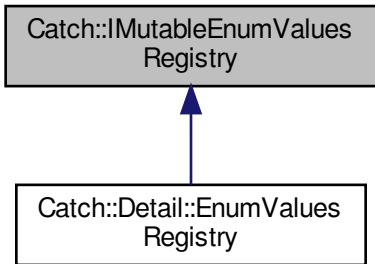 Catch::IMutableEnumValues
Registry
Catch::Detail::EnumValues
Registry